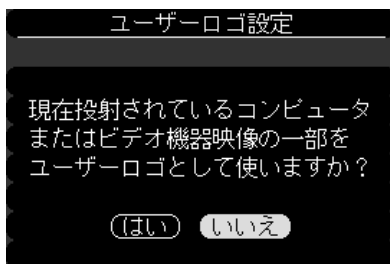 ユーザーロゴ設定
現在投射されているコンピュータ
またはビデオ機器映像の一部を
ユーザーロゴとして使いますか？
はい いいえ